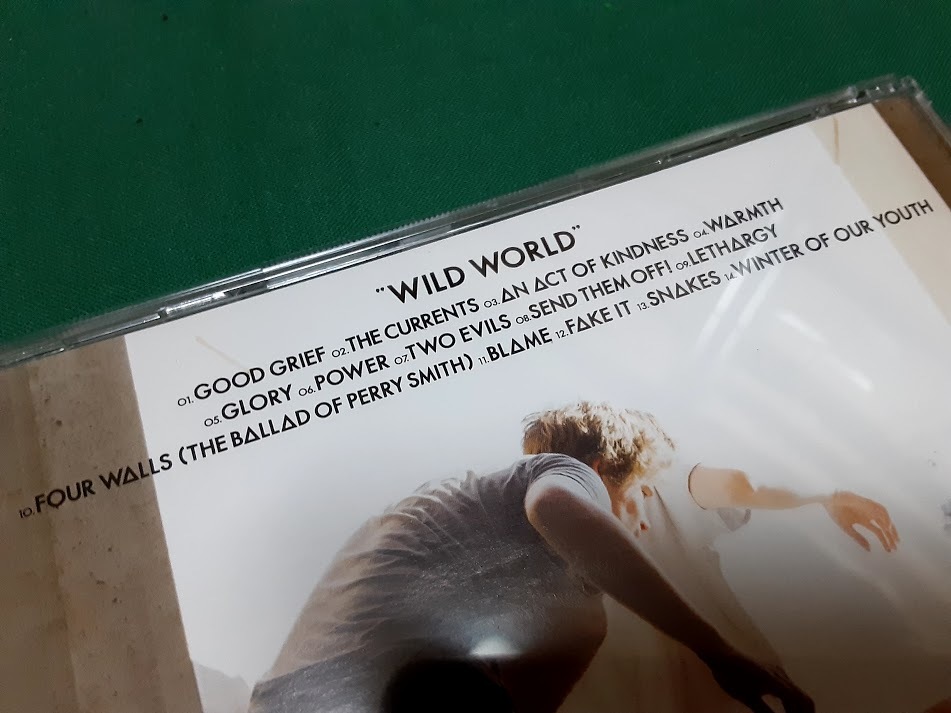 "WILD WORLD"
01.GOOD GRIEF 02.THE CURRENTS 03.AN ACT OF KINDNESS 04.WARMTH
05.GLORY 06.POWER 07.TWO EVILS 08.SEND THEM OFF! 09.LETHARGY
10.FOUR WALLS (THE BALLAD OF PERRY SMITH) 11.BLAME 12.FAKE IT 13.SNAKES 14.WINTER OF OUR YOUTH